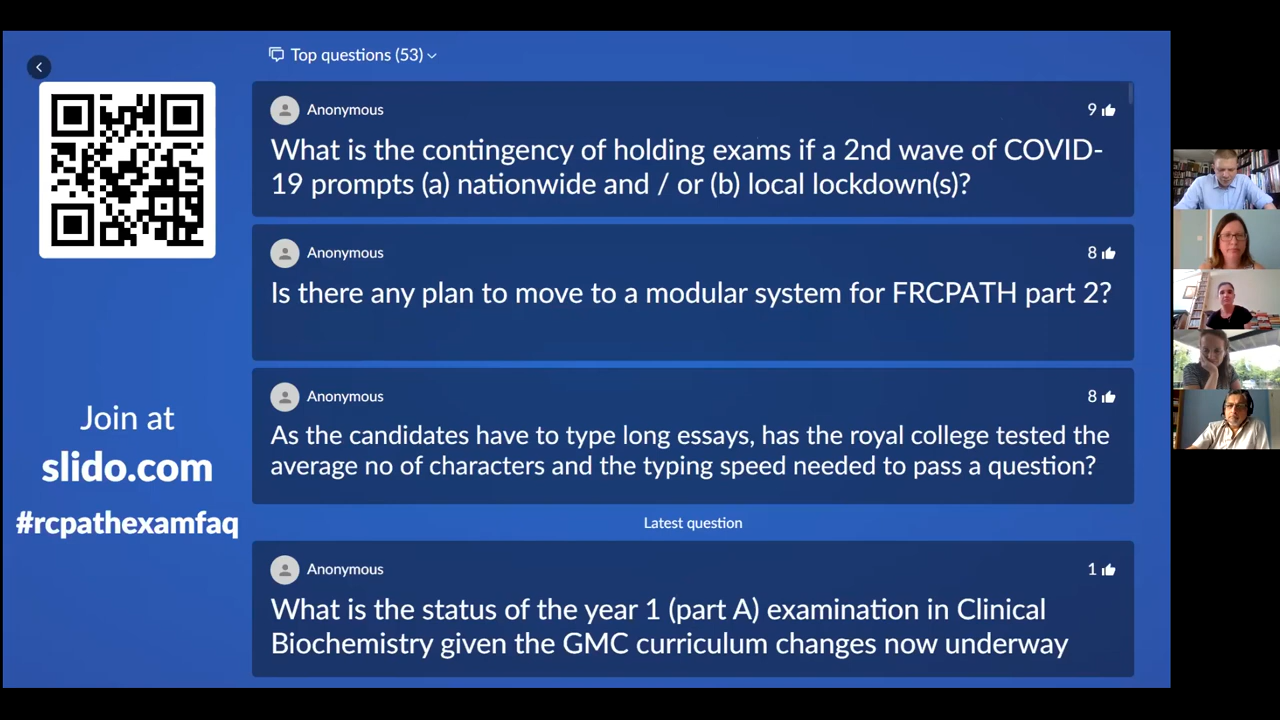 Top questions (53)
Anonymous
9
What is the contingency of holding exams if a 2nd wave of COVID-
19 prompts (a) nationwide and / or (b) local lockdown(s)?
Anonymous
8
Is there any plan to move to a modular system for FRCPATH part 2?
Anonymous
8
As the candidates have to type long essays, has the royal college tested the
average no of characters and the typing speed needed to pass a question?
Latest question
Anonymous
1
What is the status of the year 1 (part A) examination in Clinical
Biochemistry given the GMC curriculum changes now underway
Join at
slido.com
#rcpathexamfaq